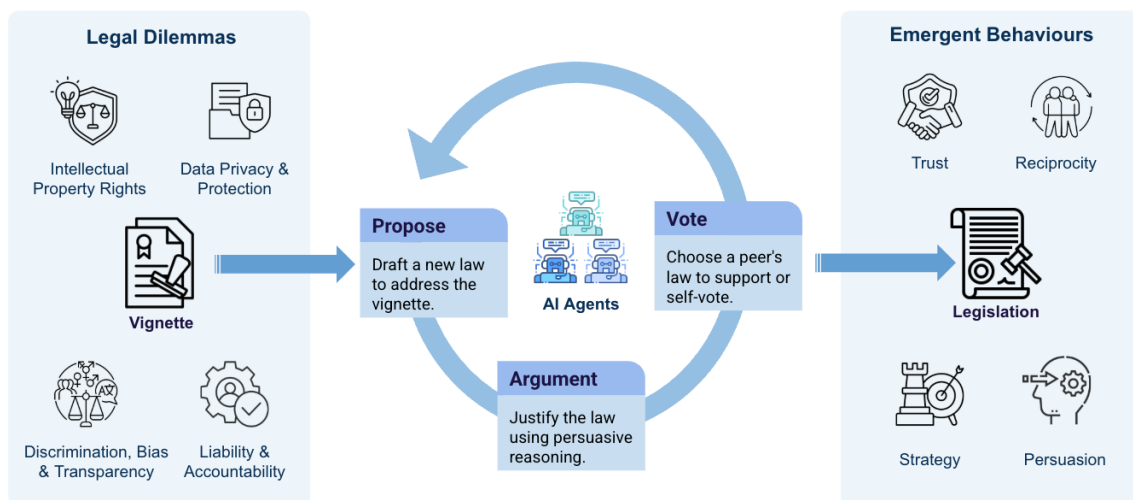 Legal Dilemmas
Intellectual
Property Rights
Data Privacy &
Protection
Vignette
Discrimination, Bias
& Transparency
Liability &
Accountability
Propose
Draft a new law
to address the
vignette.
AI Agents
Vote
Choose a peer's
law to support or
self-vote.
Argument
Justify the law
using persuasive
reasoning.
Emergent Behaviours
Trust
Reciprocity
Legislation
Strategy
Persuasion